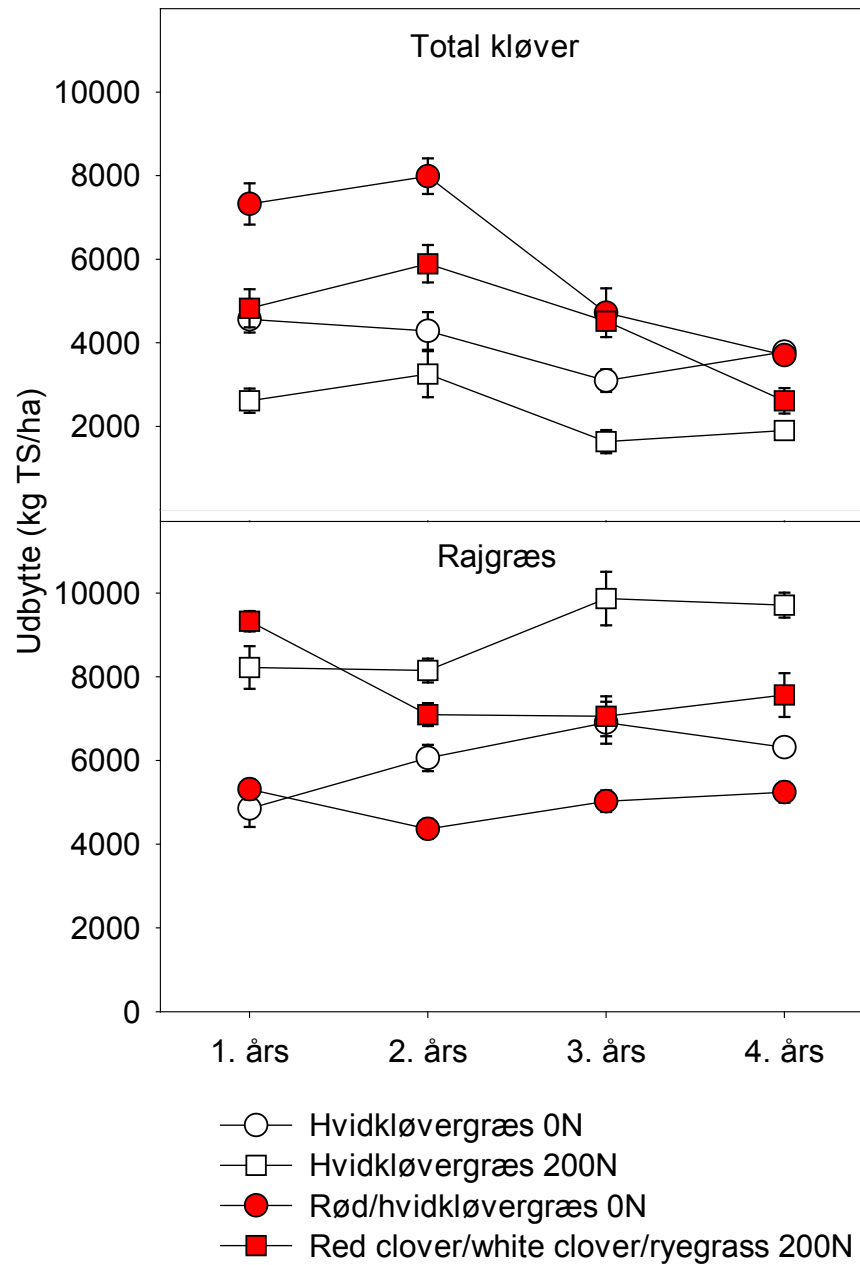 Total kløver
10000
8000
6000
4000
2000
Udbytte (kg TS/ha)
Rajgræs
10000
8000
6000
4000
2000
0
1. års 2. års 3. års 4. års
Hvidkløvergræs 0N
Hvidkløvergræs 200N
Rød/hvidkløvergræs 0N
Red clover/white clover/ryegrass 200N